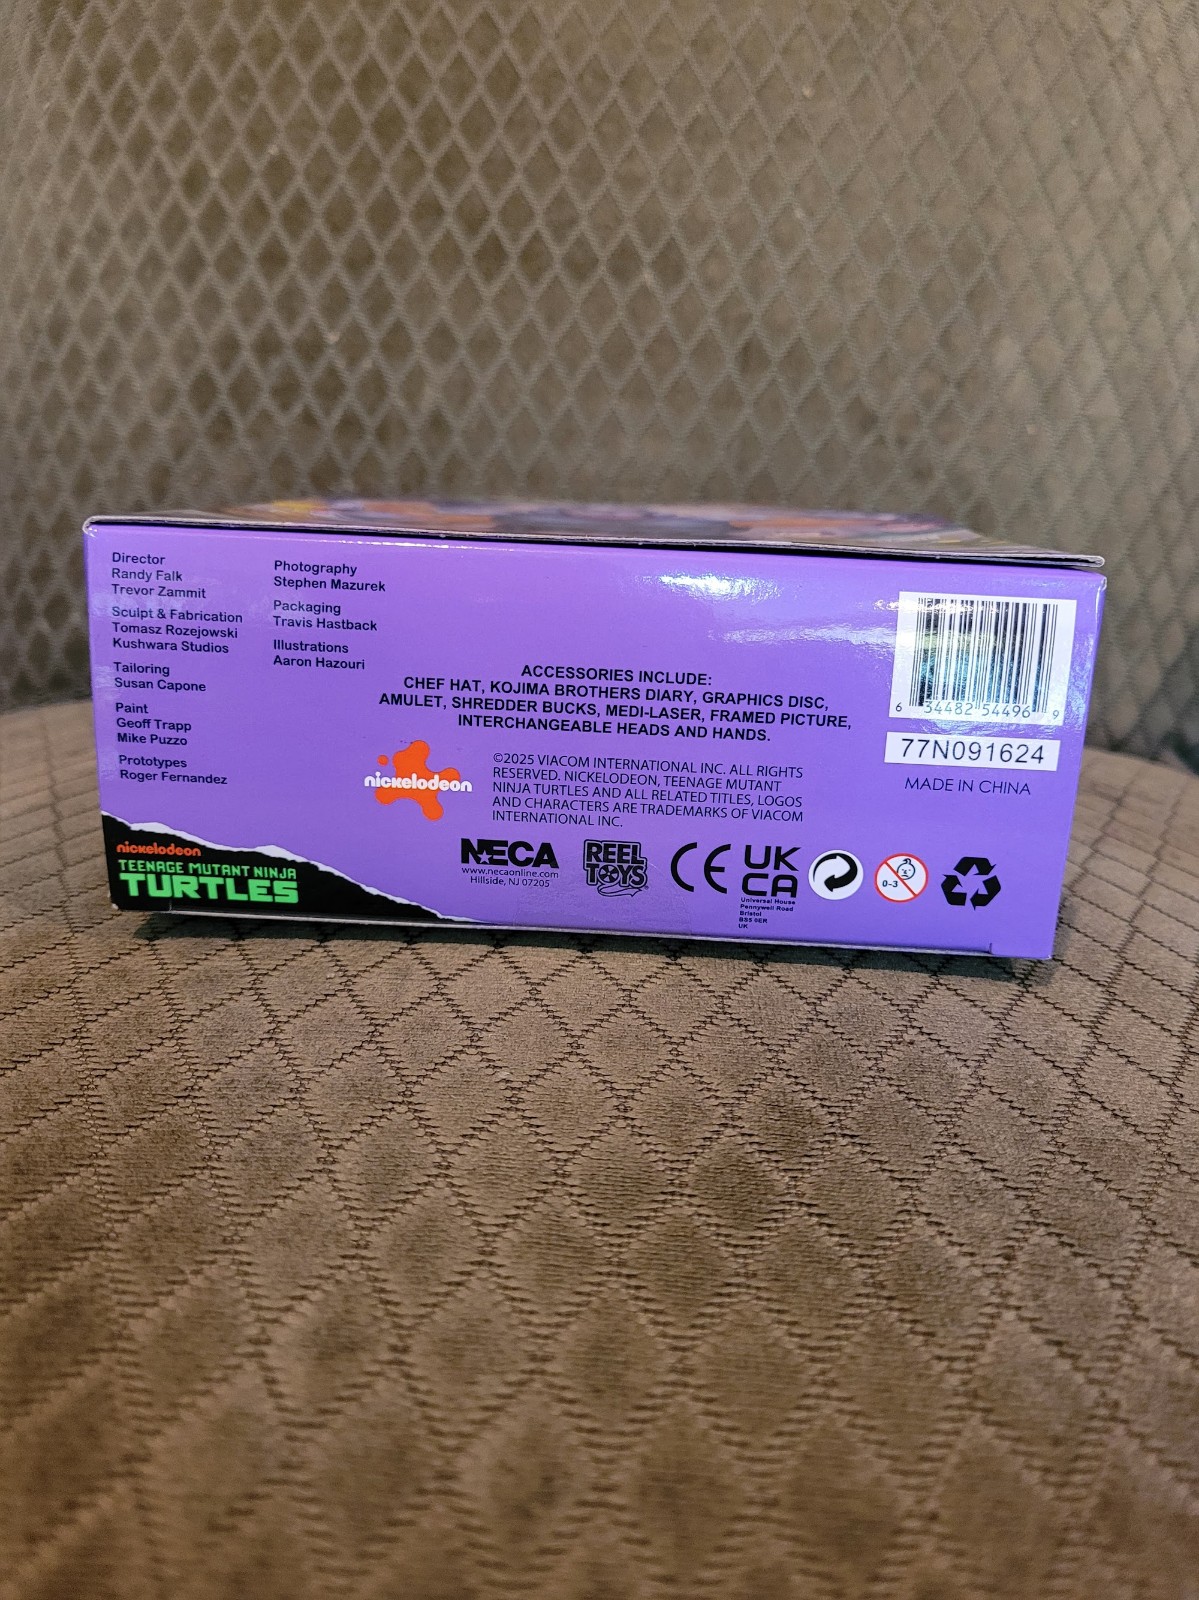 Director
Randy Falk
Trevor Zammit
Sculpt & Fabrication
Tomasz Rozejowski
Kushwara Studios
Tailoring
Susan Capone
Paint
Geoff Trapp
Mike Puzzo
Prototypes
Roger Fernandez
Photography
Stephen Mazurek
Packaging
Travis Hastback
Illustrations
Aaron Hazouri
ACCESSORIES INCLUDE:
CHEF HAT, KOJIMA BROTHERS DIARY, GRAPHICS DISC,
AMULET, SHREDDER BUCKS, MEDI-LASER, FRAMED PICTURE,
INTERCHANGEABLE HEADS AND HANDS.
nickelodeon
©2025 VIACOM INTERNATIONAL INC. ALL RIGHTS
RESERVED. NICKELODEON, TEENAGE MUTANT
NINJA TURTLES AND ALL RELATED TITLES, LOGOS
AND CHARACTERS ARE TRADEMARKS OF VIACOM
INTERNATIONAL INC.
6 34482 54496 9
77N091624
MADE IN CHINA
nickelodeon
TEENAGE MUTANT NINJA
TURTLES
NECA
www.necaonline.com
Hillside, NJ 07205
REEL
TOYS
CE
UK
CA
Universal House
Pennywell Road
Bristol
BS5 0ER
UK
0-3